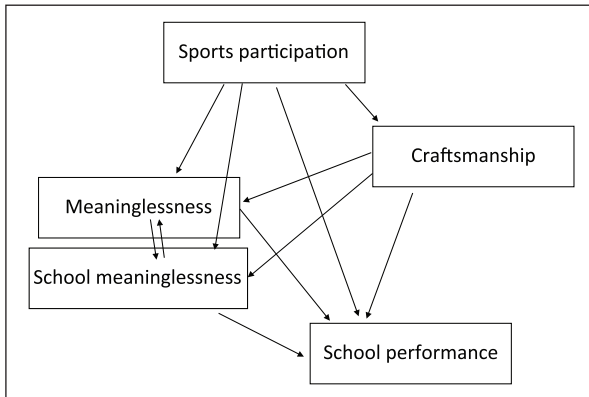 Sports participation
Craftsmanship
Meaninglessness
School meaninglessness
School performance